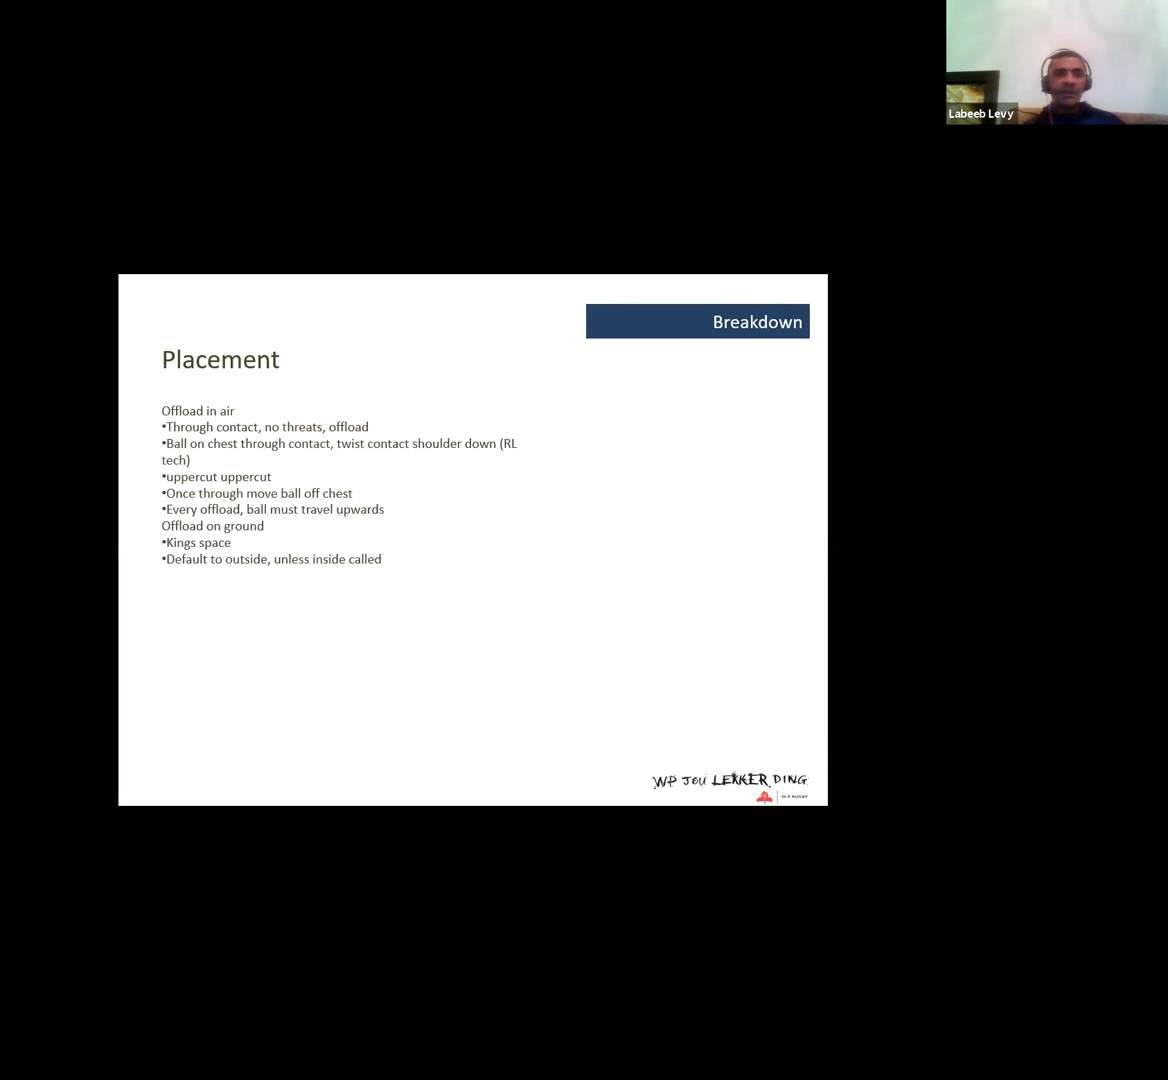 Labeeb Levy
Breakdown
Placement
Offload in air
•Through contact, no threats, offload
•Ball on chest through contact, twist contact shoulder down (RL
tech)
•uppercut uppercut
•Once through move ball off chest
•Every offload, ball must travel upwards
Offload on ground
•Kings space
•Default to outside, unless inside called
WP JOU LEKKER DING
W.P. RUGBY